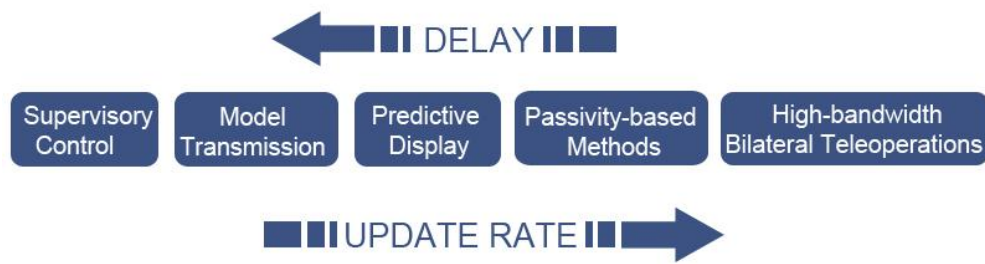 DELAY
Supervisory
Control
Model
Transmission
Predictive
Display
Passivity-based
Methods
High-bandwidth
Bilateral Teleoperations
UPDATE RATE